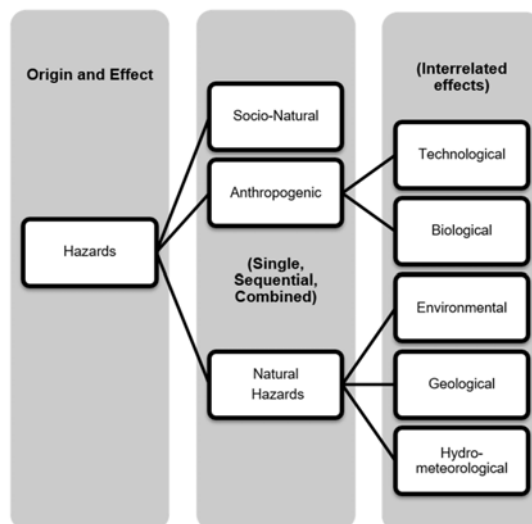 Origin and Effect
Hazards
Socio-Natural
Anthropogenic
(Single,
Sequential,
Combined)
Natural
Hazards
(Interrelated
effects)
Technological
Biological
Environmental
Geological
Hydro-
meteorological